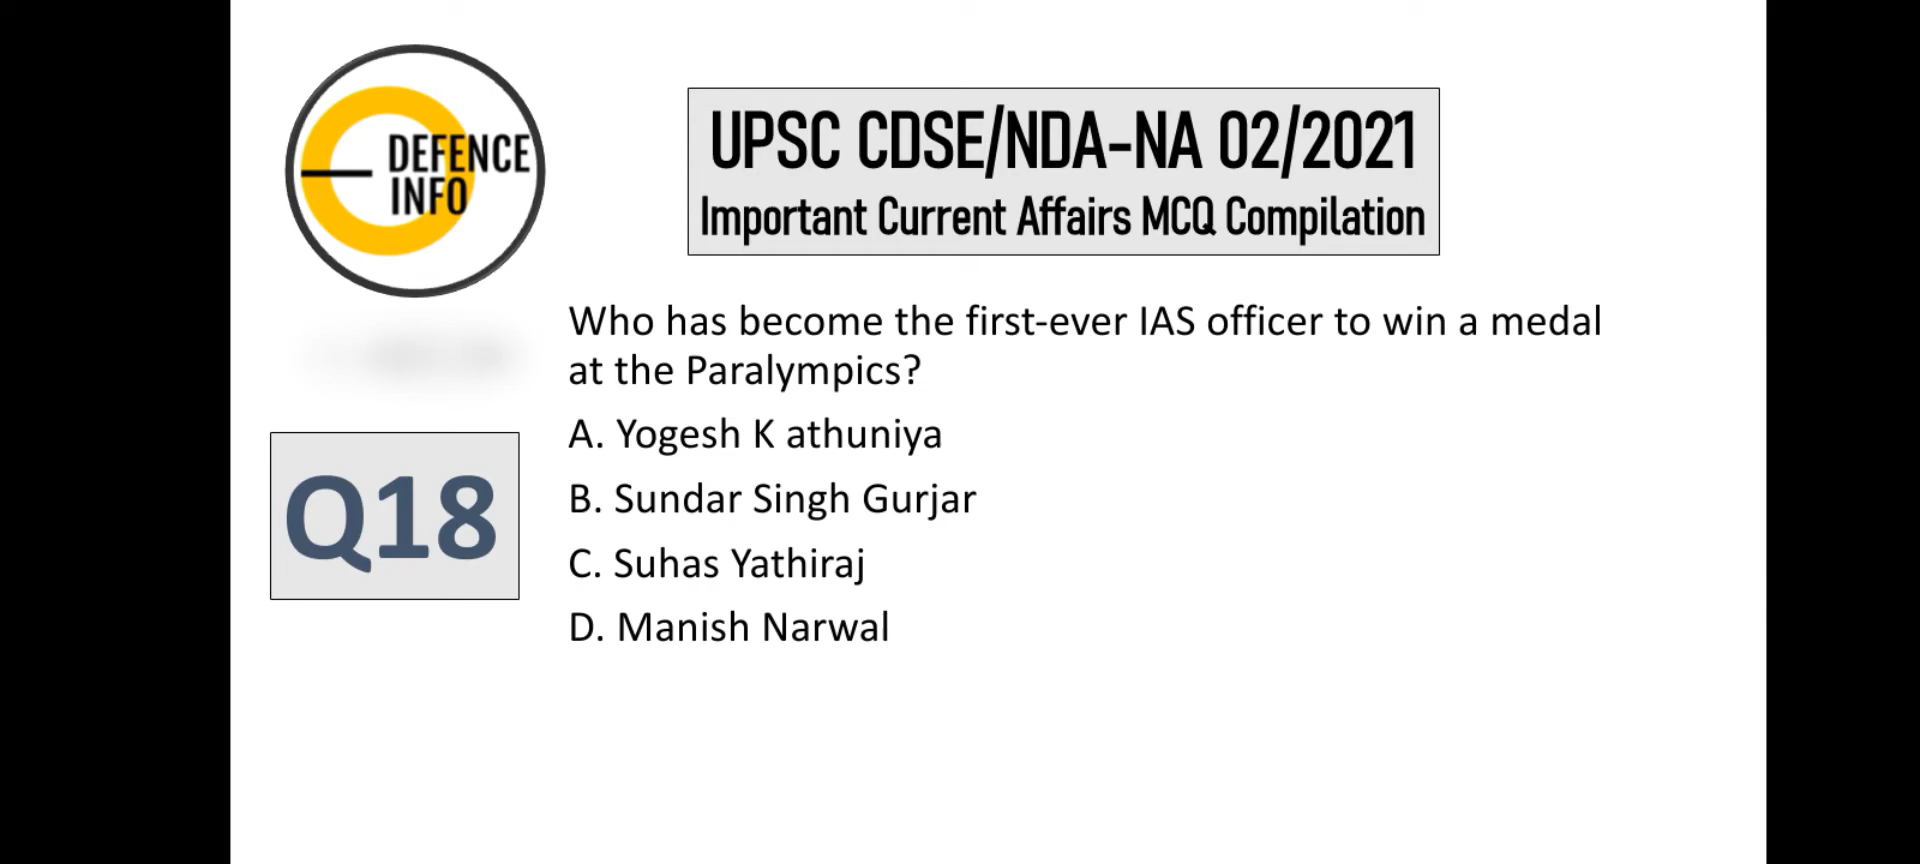 DEFENCE
INFO
UPSC CDSE/NDA-NA 02/2021
Important Current Affairs MCQ Compilation
Who has become the first-ever IAS officer to win a medal
at the Paralympics?
A. Yogesh K athuniya
B. Sundar Singh Gurjar
C. Suhas Yathiraj
D. Manish Narwal
Q18